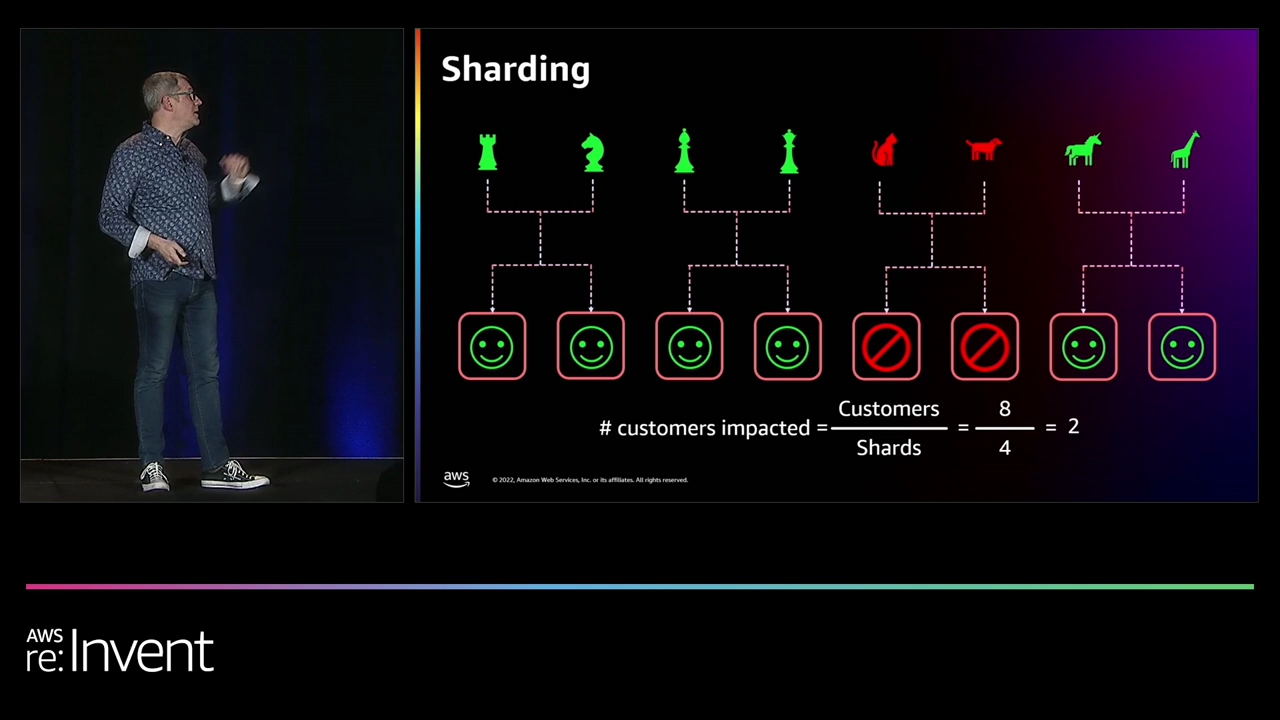 Sharding
# customers impacted = Customers / Shards = 8 / 4 = 2
aws
© 2022, Amazon Web Services, Inc. or its affiliates. All rights reserved.
AWS
re:Invent